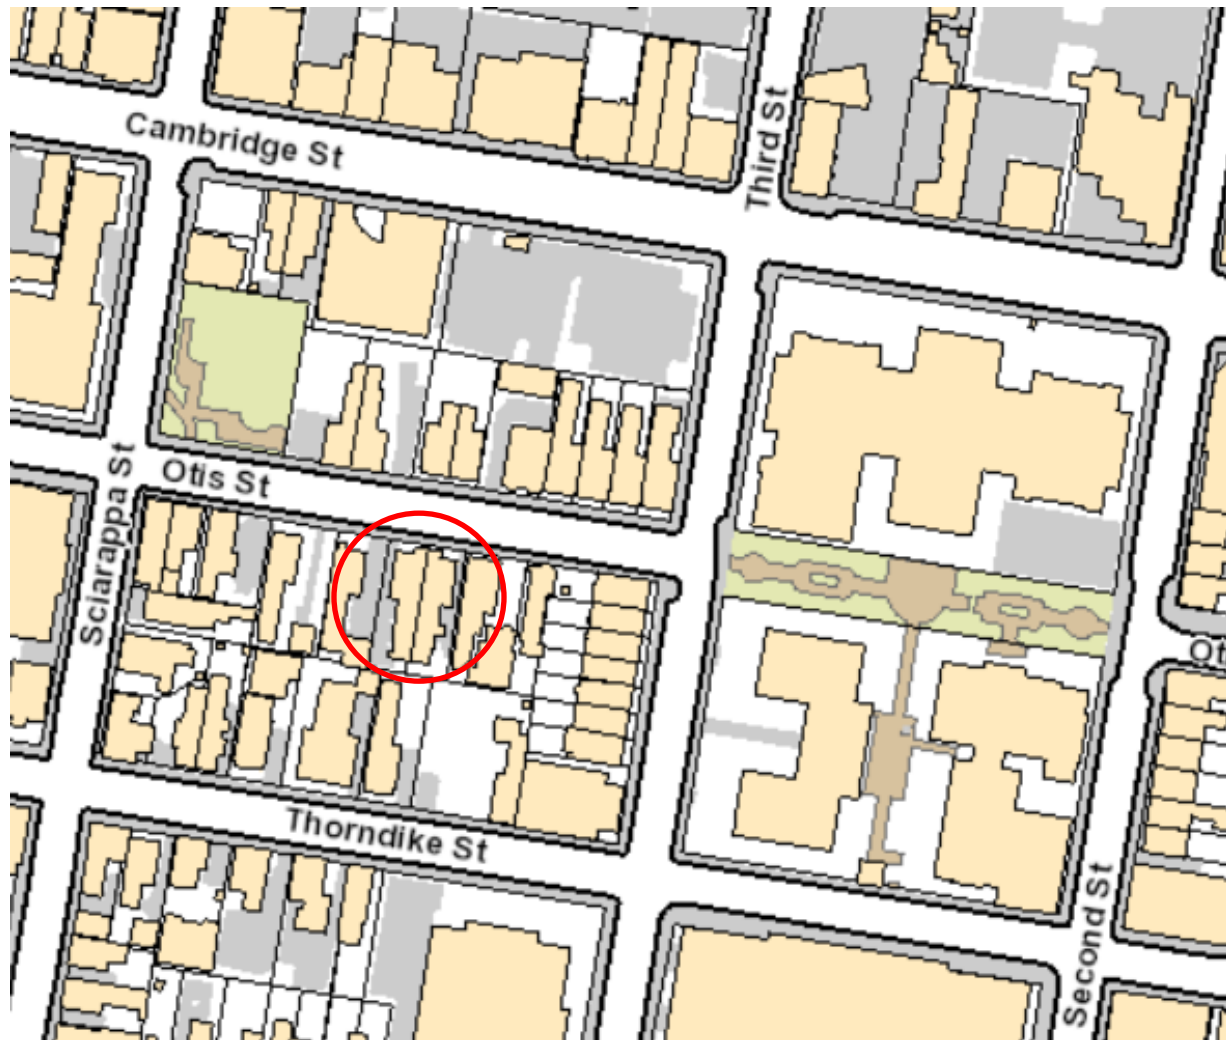 Cambridge St
Third St
Otis St
Sciarappa St
Ot
Thorndike St
Second St